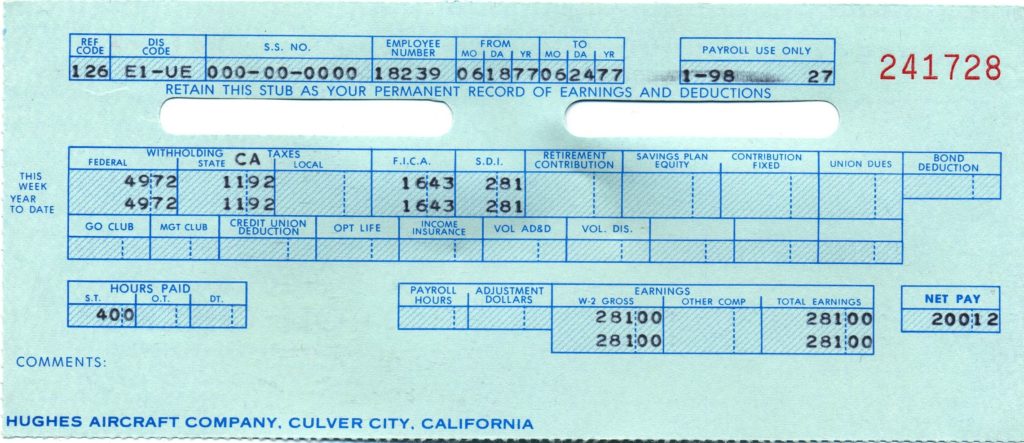 REF CODE DIS CODE S.S. NO. EMPLOYEE NUMBER FROM MO DA YR TO MO DA YR PAYROLL USE ONLY
126 E1-UE 000-00-0000 18239 061877 062477 1-98 27 241728
RETAIN THIS STUB AS YOUR PERMANENT RECORD OF EARNINGS AND DEDUCTIONS
WITHHOLDING TAXES
FEDERAL STATE CA LOCAL F.I.C.A. S.D.I. RETIREMENT CONTRIBUTION SAVINGS PLAN EQUITY CONTRIBUTION FIXED UNION DUES BOND DEDUCTION
THIS WEEK 4972 1192 1643 281
YEAR TO DATE 4972 1192 1643 281
GO CLUB MGT CLUB CREDIT UNION DEDUCTION OPT LIFE INCOME INSURANCE VOL AD&D VOL. DIS.
HOURS PAID PAYROLL HOURS ADJUSTMENT DOLLARS EARNINGS
S.T. O.T. DT. W-2 GROSS OTHER COMP TOTAL EARNINGS NET PAY
400 28100 28100 20012
28100 28100
COMMENTS:
HUGHES AIRCRAFT COMPANY, CULVER CITY, CALIFORNIA